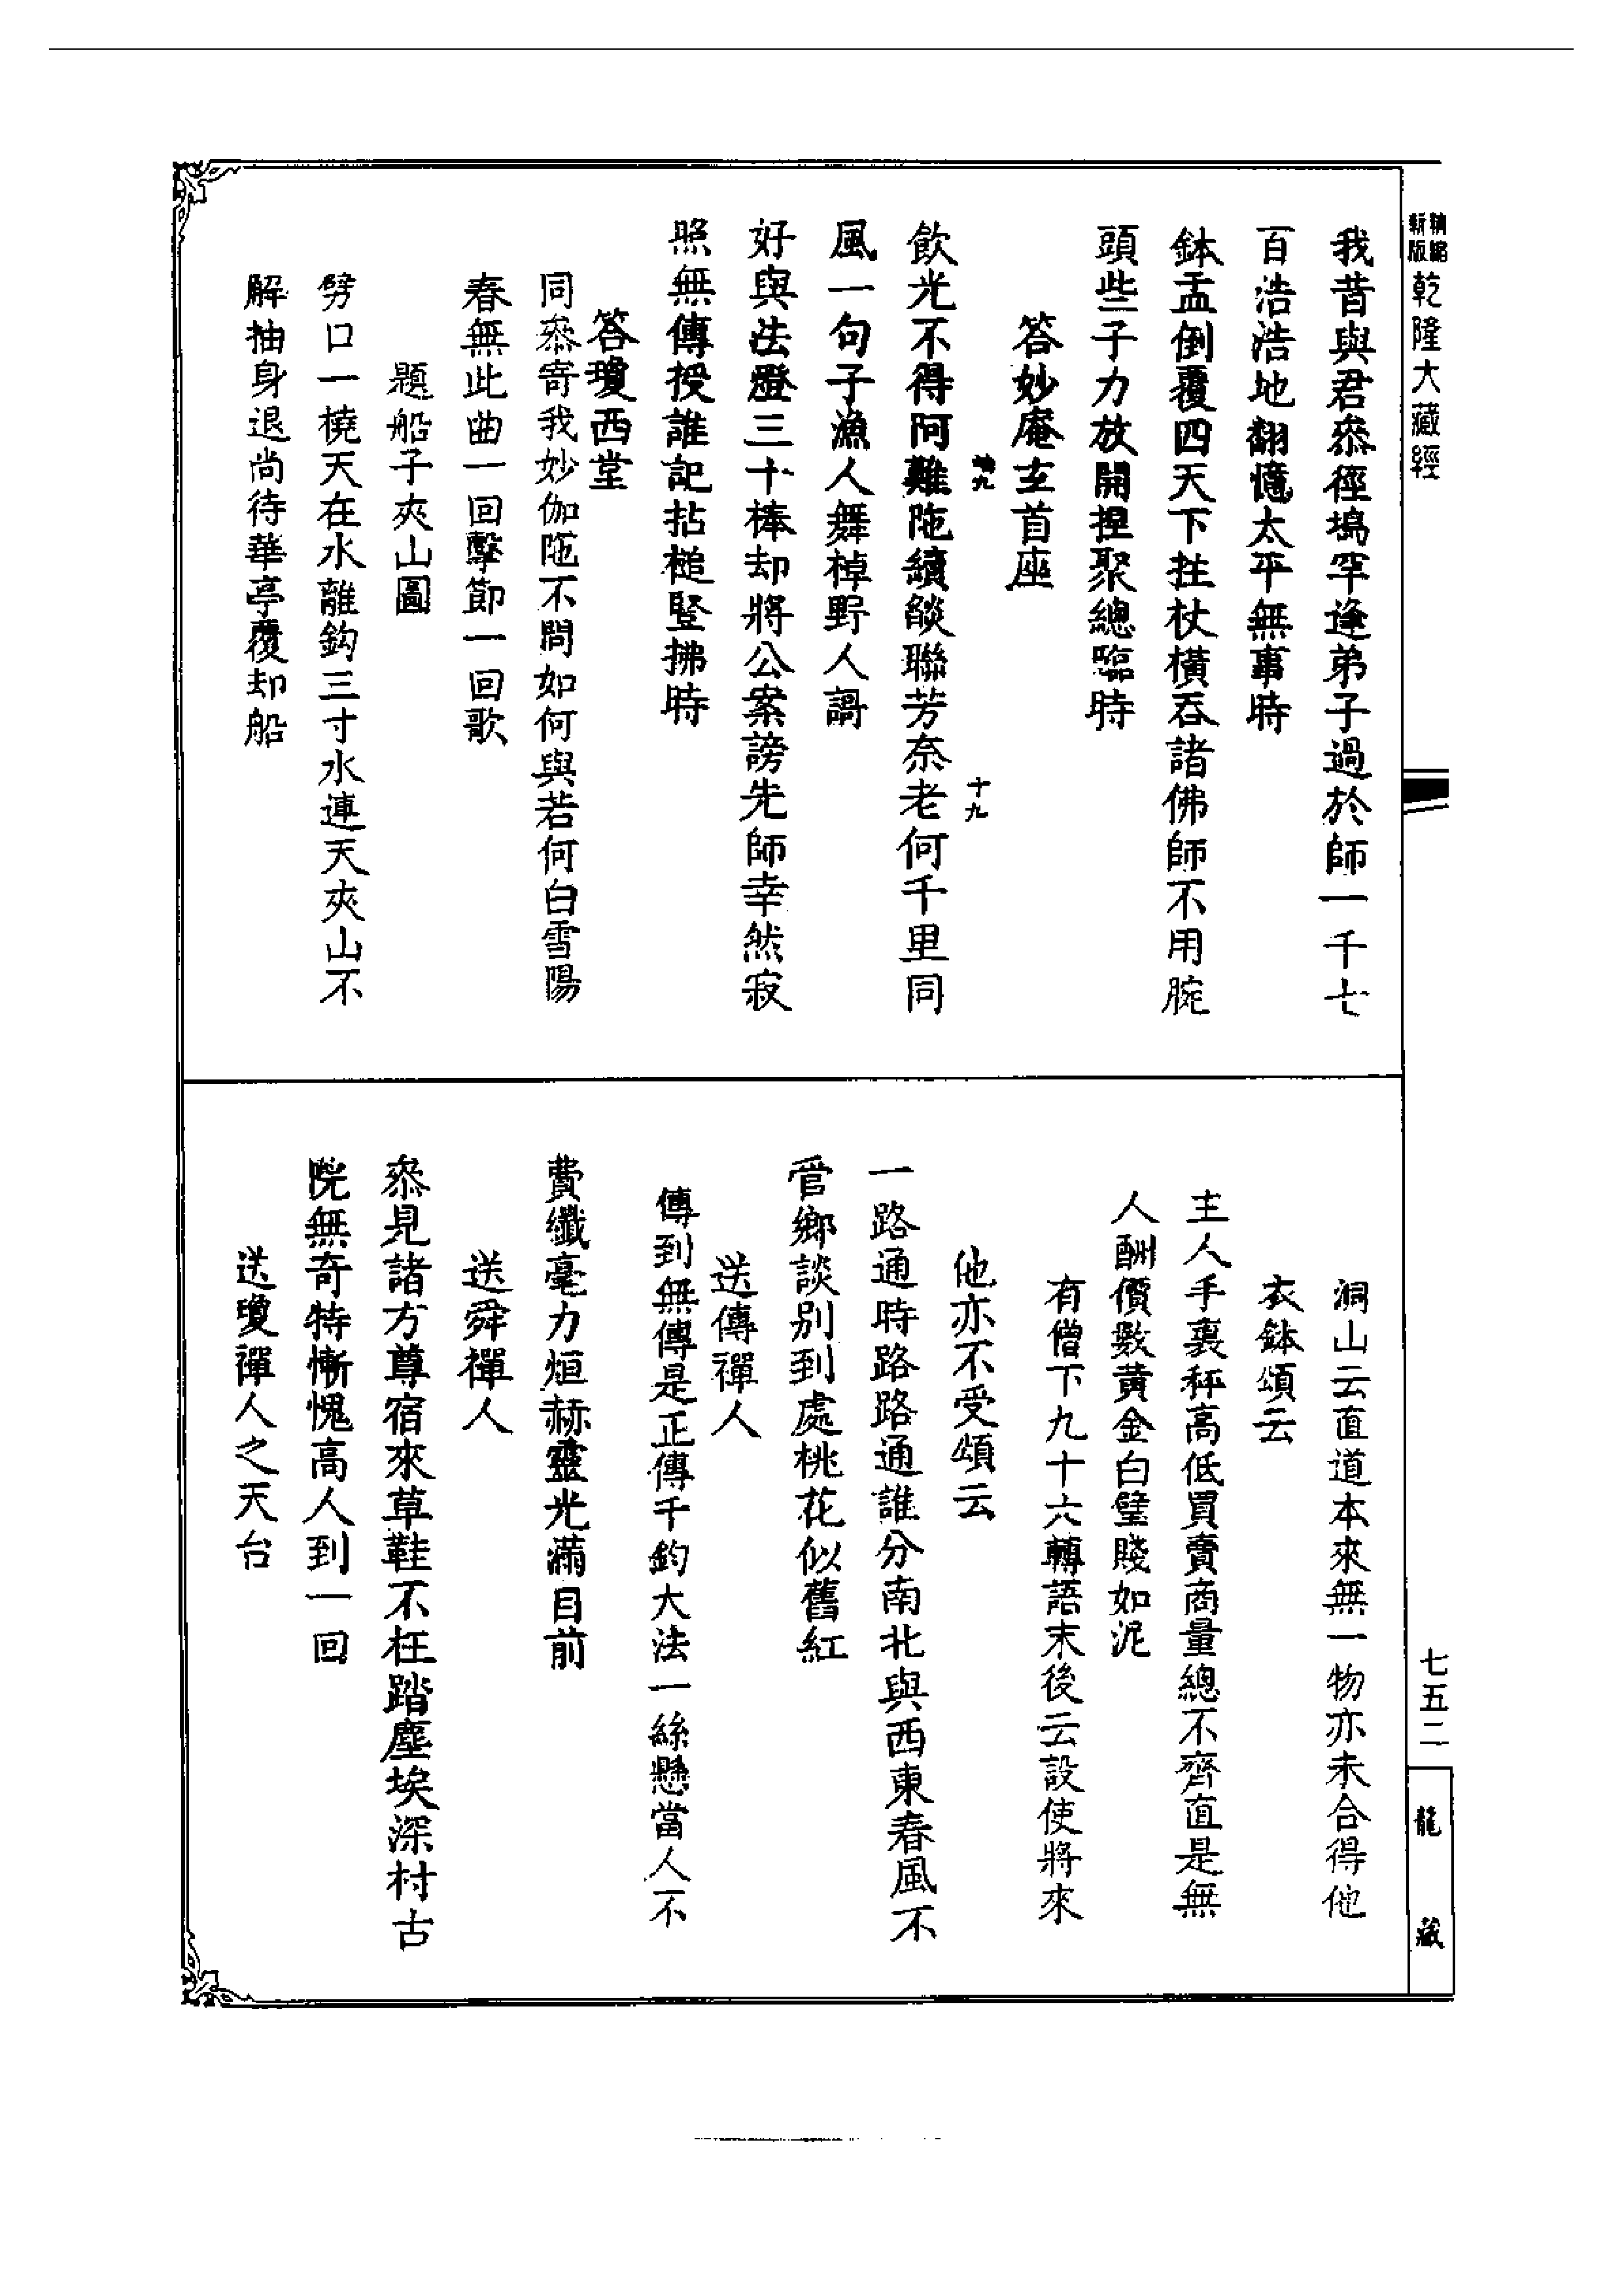 精縮
新版
乾隆大藏經
我昔與君叅徑塢罕逢弟子過於師一千七
百浩浩地翻憶太平無事時
鉢盂倒覆四天下拄杖橫吞諸佛師不用腕
頭些子力放開捏聚總臨時
答妙庵玄首座
十九
飲光不得阿難陁續燄聯芳奈老何千里同
風一句子漁人舞棹野人謌
好與法燈三十棒却將公案謗先師幸然寂
照無傳授誰記拈槌豎拂時
答瓊西堂
同叅寄我妙伽陁不問如何與若何白雪陽
春無此曲一回擊節一回歌
題船子夾山圖
劈口一橈天在水離鈎三寸水連天夾山不
解抽身退尚待華亭覆却船
洞山云直道本來無一物亦未合得他
衣鉢頌云
主人手裏秤高低買賣商量總不齊直是無
人酬價數黃金白璧賤如泥
有僧下九十六轉語末後云設使將來
他亦不受頌云
一路通時路路通誰分南北與西東春風不
管鄉談别到處桃花似舊紅
送傳禪人
傳到無傳是正傳千鈞大法一絲懸當人不
費纖毫力烜赫靈光滿目前
送舜禪人
叅見諸方尊宿來草鞋不枉踏塵埃深村古
院無奇特慚愧高人到一回
送瓊禪人之天台
七五二
龍藏